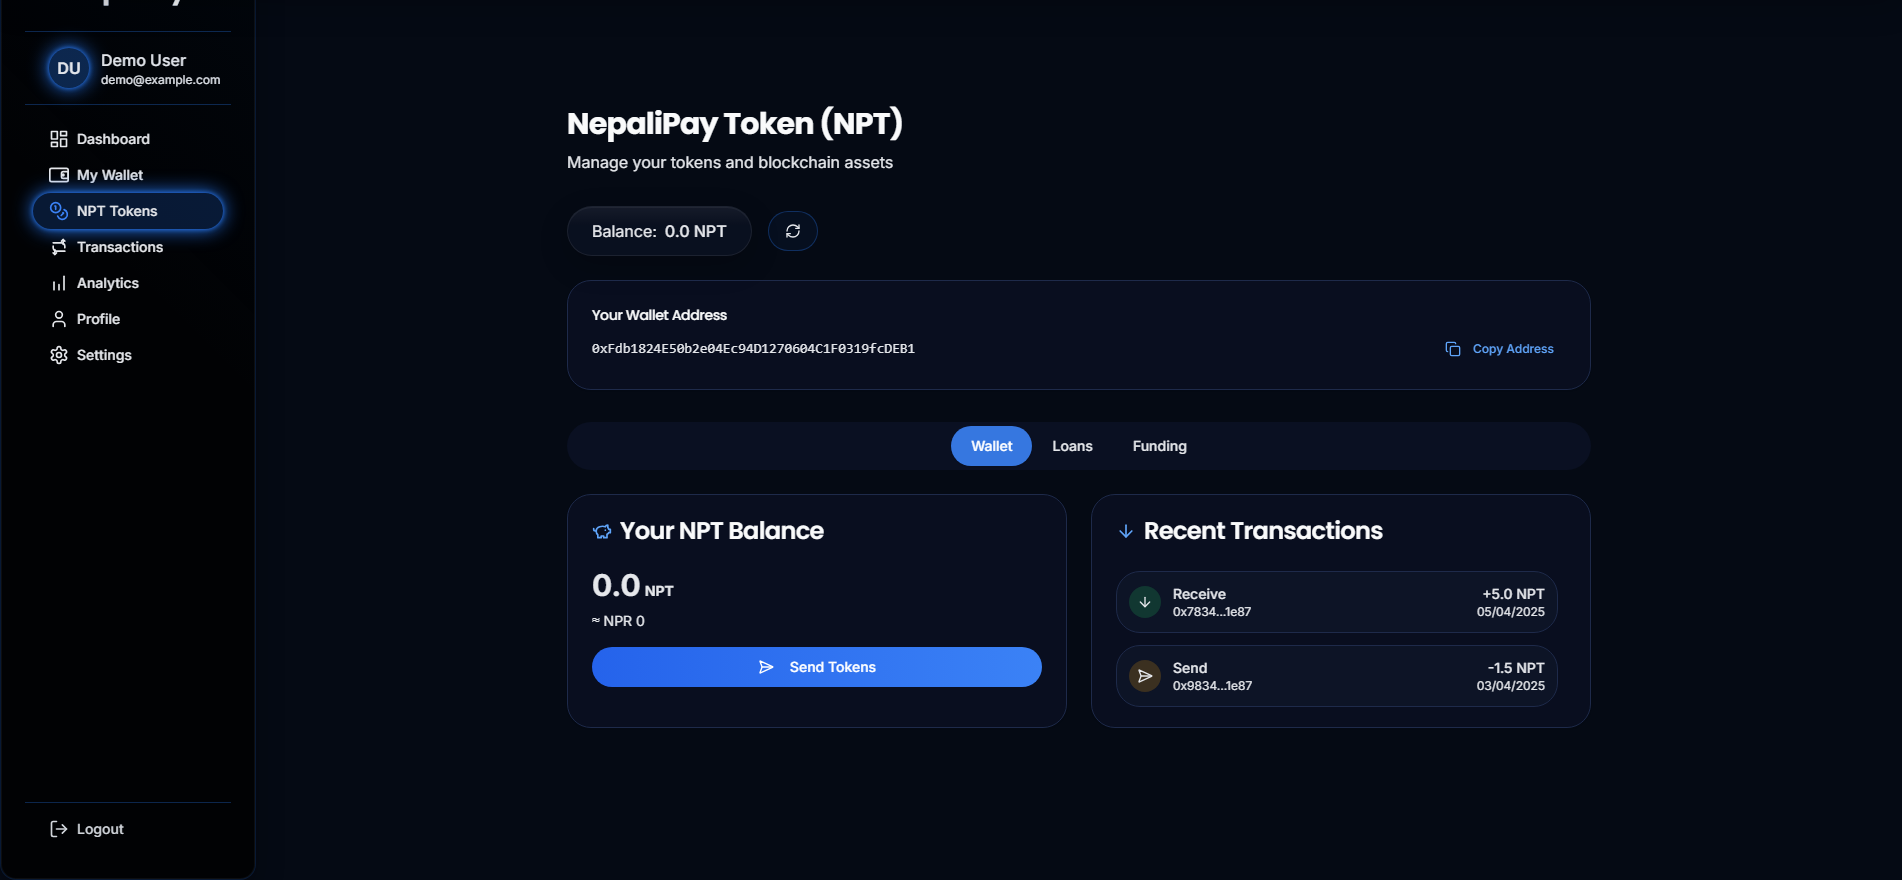 DU
Demo User
demo@example.com
Dashboard
My Wallet
NPT Tokens
Transactions
Analytics
Profile
Settings
Logout
NepaliPay Token (NPT)
Manage your tokens and blockchain assets
Balance: 0.0 NPT
Your Wallet Address
0xFdb1824E50b2e04Ec94D1270604C1F0319fcDEB1
Copy Address
Wallet Loans Funding
Your NPT Balance
0.0 NPT
≈ NPR 0
Send Tokens
Recent Transactions
Receive +5.0 NPT
0x7834...1e87 05/04/2025
Send -1.5 NPT
0x9834...1e87 03/04/2025